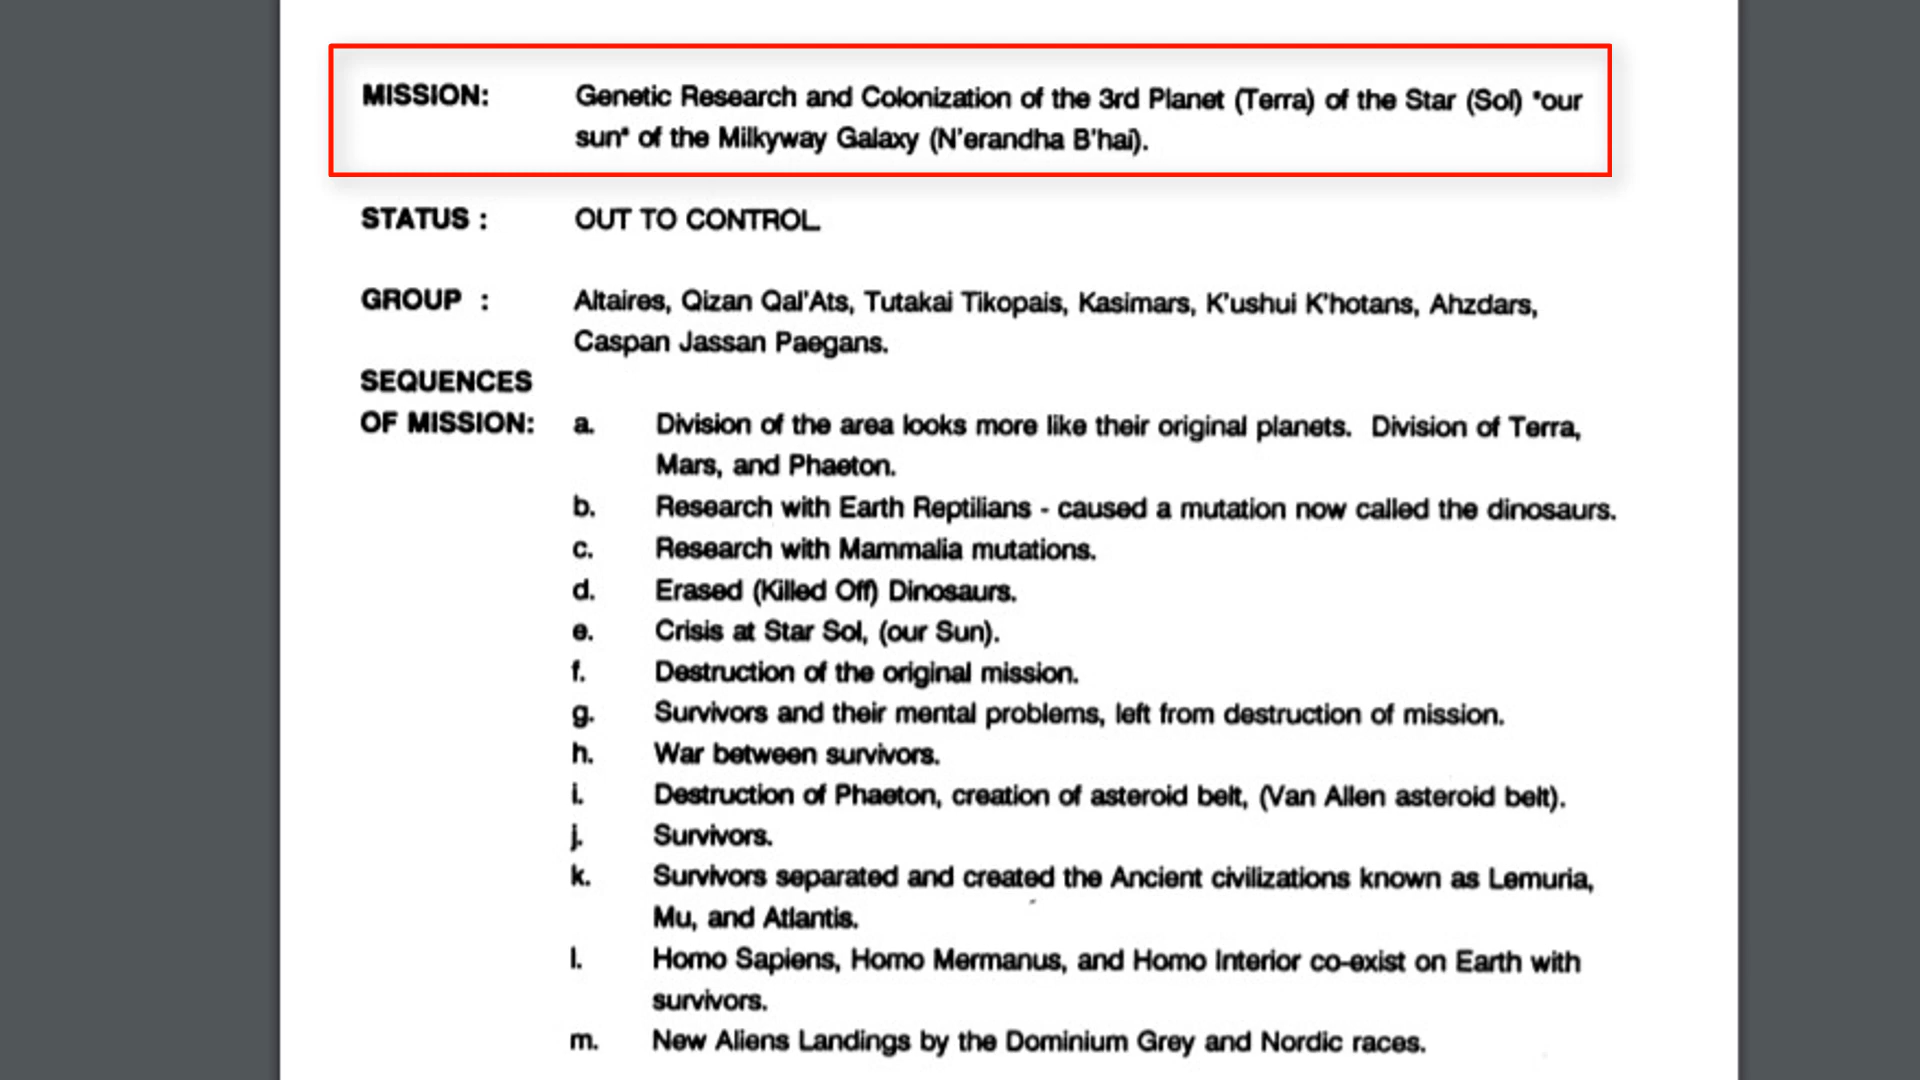 MISSION: Genetic Research and Colonization of the 3rd Planet (Terra) of the Star (Sol) "our
sun" of the Milkyway Galaxy (N'erandha B'hai).
STATUS : OUT TO CONTROL
GROUP : Altaires, Qizan Qal'Ats, Tutakai Tikopais, Kasimars, K'ushui K'hotans, Ahzdars,
Caspan Jassan Paegans.
SEQUENCES
OF MISSION: a. Division of the area looks more like their original planets. Division of Terra,
Mars, and Phaeton.
b. Research with Earth Reptilians - caused a mutation now called the dinosaurs.
c. Research with Mammalia mutations.
d. Erased (Killed Off) Dinosaurs.
e. Crisis at Star Sol, (our Sun).
f. Destruction of the original mission.
g. Survivors and their mental problems, left from destruction of mission.
h. War between survivors.
i. Destruction of Phaeton, creation of asteroid belt, (Van Allen asteroid belt).
j. Survivors.
k. Survivors separated and created the Ancient civilizations known as Lemuria,
Mu, and Atlantis.
l. Homo Sapiens, Homo Mermanus, and Homo Interior co-exist on Earth with
survivors.
m. New Aliens Landings by the Dominium Grey and Nordic races.